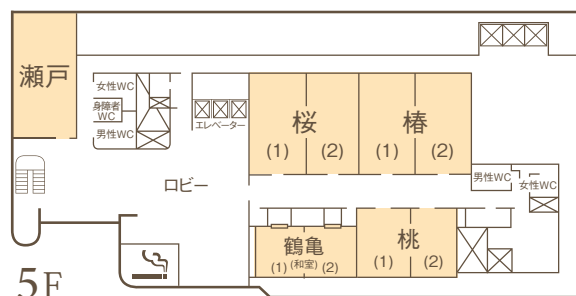 瀬戸
女性WC
身障者
WC
男性WC
エレベーター
桜
(1) (2)
椿
(1) (2)
ロビー
男性WC
女性WC
鶴亀
(1) (和室) (2)
桃
(1) (2)
5F